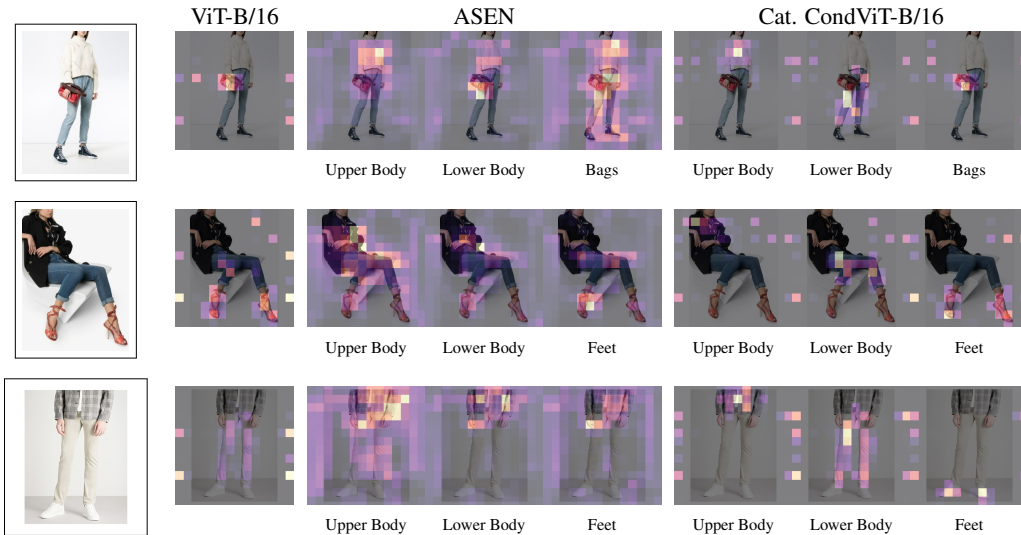 ViT-B/16 ASEN Cat. CondViT-B/16
Upper Body Lower Body Bags Upper Body Lower Body Bags
Upper Body Lower Body Feet Upper Body Lower Body Feet
Upper Body Lower Body Feet Upper Body Lower Body Feet